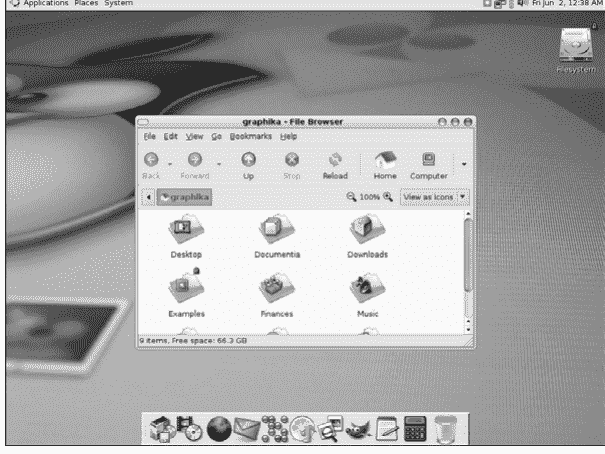 Applications Places System
Fri Jun 2, 12:38 AM
Filesystem
graphika - File Browser
File Edit View Go Bookmarks Help
Back Forward Up Stop Reload Home Computer
graphika 100% View as Icons
Desktop Documentia Downloads
Examples Finances Music
9 items, Free space: 66.3 GB